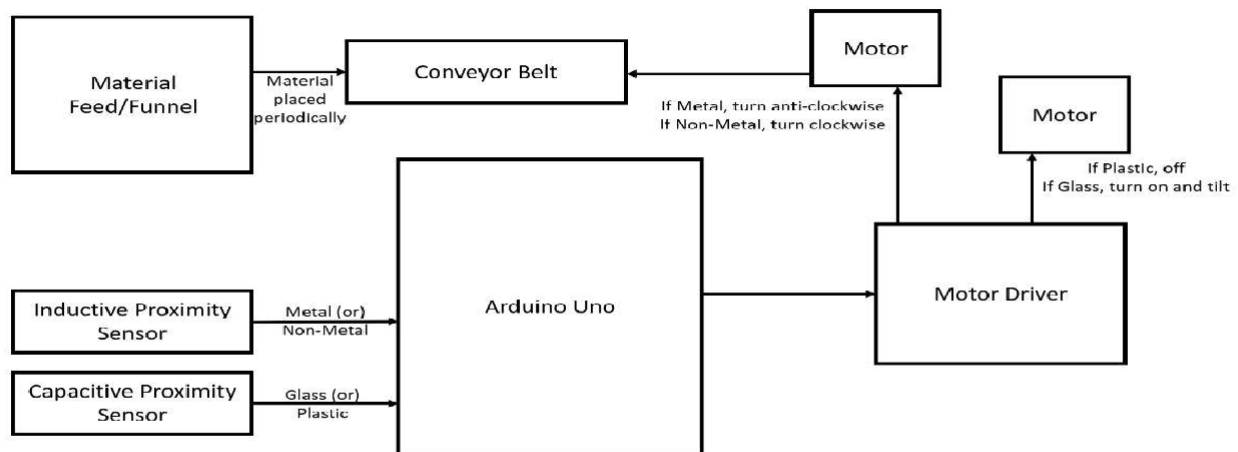 Material
Feed/Funnel
Material
placed
periodically
Conveyor Belt
Motor
If Metal, turn anti-clockwise
If Non-Metal, turn clockwise
Motor
If Plastic, off
If Glass, turn on and tilt
Inductive Proximity
Sensor
Metal (or)
Non-Metal
Capacitive Proximity
Sensor
Glass (or)
Plastic
Arduino Uno
Motor Driver